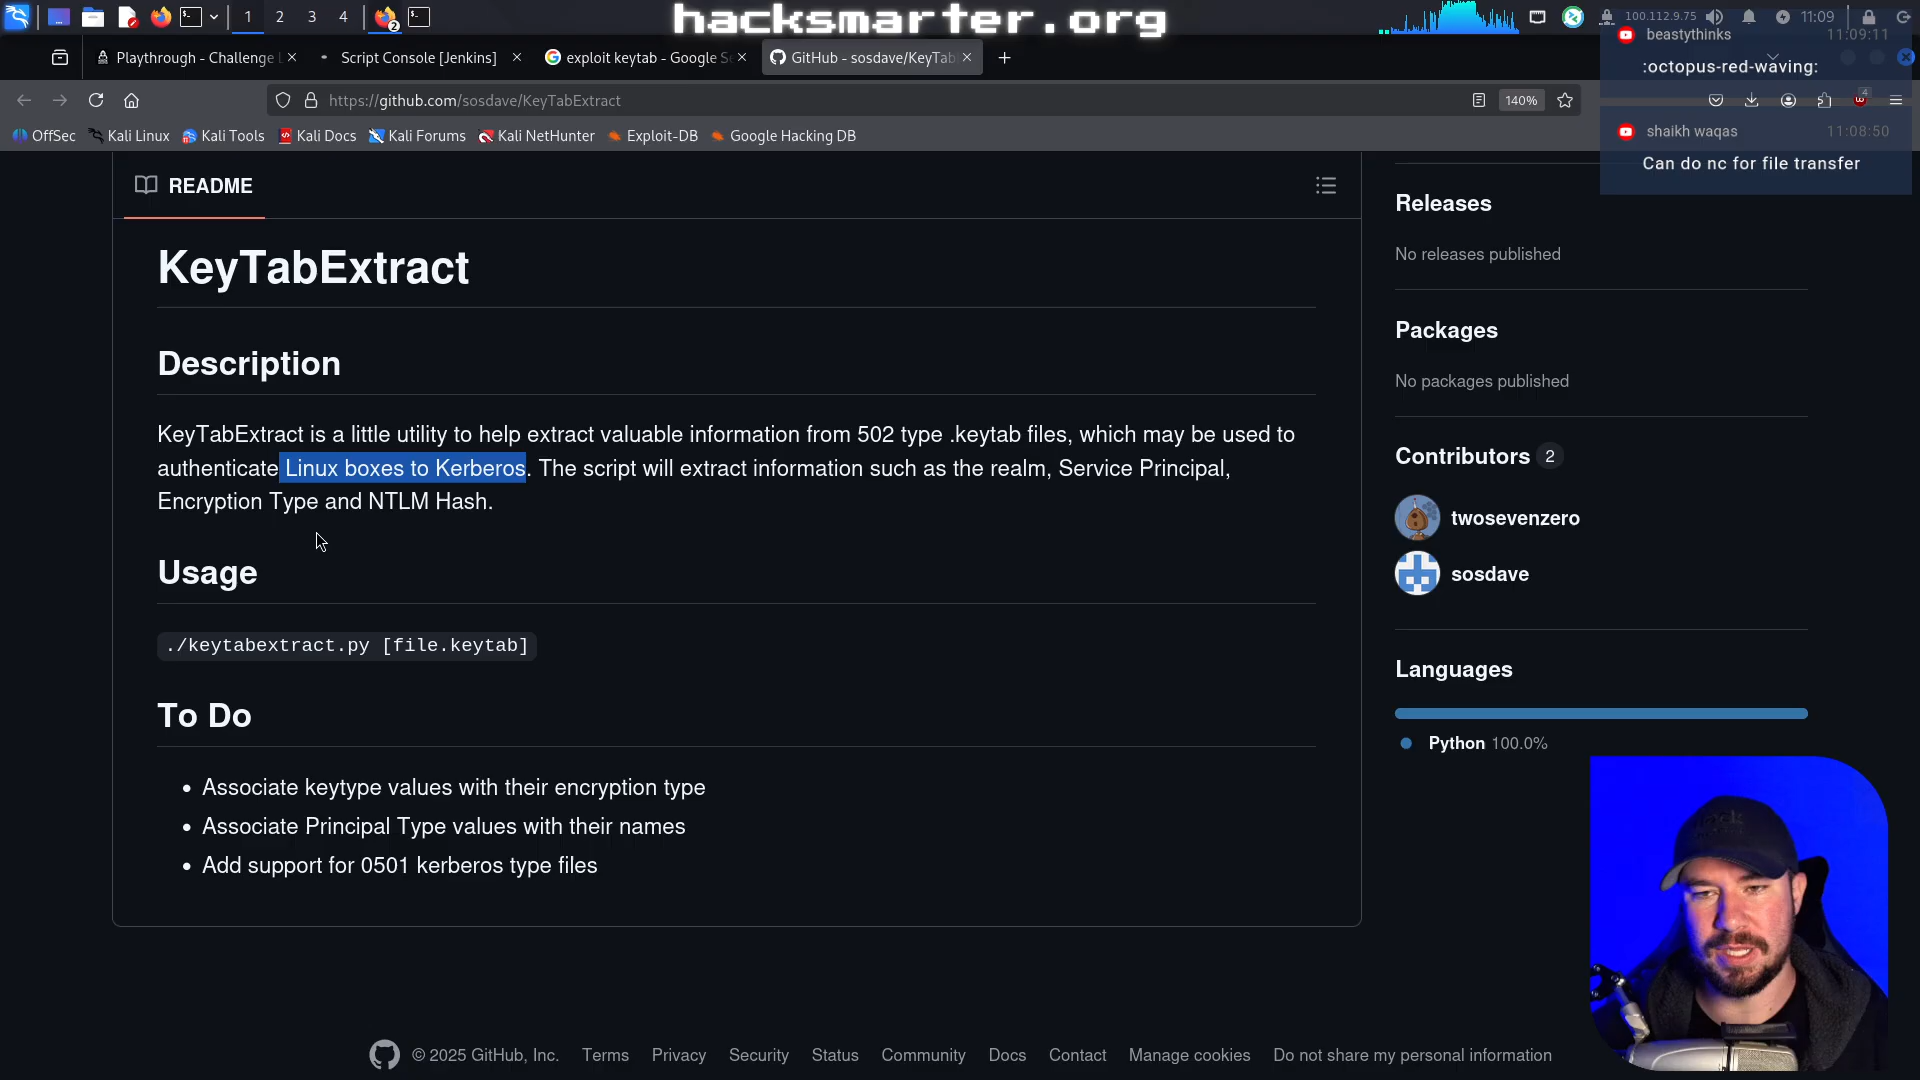 1
2
3
4
2
hacksmarter.org
100.112.9.75
11:09
Playthrough - Challenge L
Script Console [Jenkins]
exploit keytab - Google S
GitHub - sosdave/KeyTab
beastythinks
11:09:11
:octopus-red-waving:
https://github.com/sosdave/KeyTabExtract
140%
4
OffSec
Kali Linux
Kali Tools
Kali Docs
Kali Forums
Kali NetHunter
Exploit-DB
Google Hacking DB
shaikh waqas
11:08:50
Can do nc for file transfer
README
KeyTabExtract
Description
KeyTabExtract is a little utility to help extract valuable information from 502 type .keytab files, which may be used to
authenticate Linux boxes to Kerberos. The script will extract information such as the realm, Service Principal,
Encryption Type and NTLM Hash.
Usage
./keytabextract.py [file.keytab]
To Do
• Associate keytype values with their encryption type
• Associate Principal Type values with their names
• Add support for 0501 kerberos type files
Releases
No releases published
Packages
No packages published
Contributors 2
twosevenzero
sosdave
Languages
Python 100.0%
© 2025 GitHub, Inc.
Terms
Privacy
Security
Status
Community
Docs
Contact
Manage cookies
Do not share my personal information